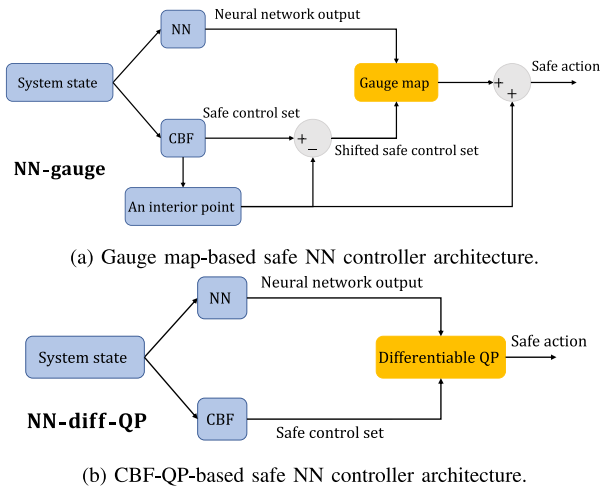 Neural network output
NN
Safe action
System state
Gauge map
+
+
Safe control set
CBF
+
−
Shifted safe control set
NN-gauge
An interior point
(a) Gauge map-based safe NN controller architecture.
Neural network output
NN
Safe action
System state
Differentiable QP
NN-diff-QP
CBF
Safe control set
(b) CBF-QP-based safe NN controller architecture.